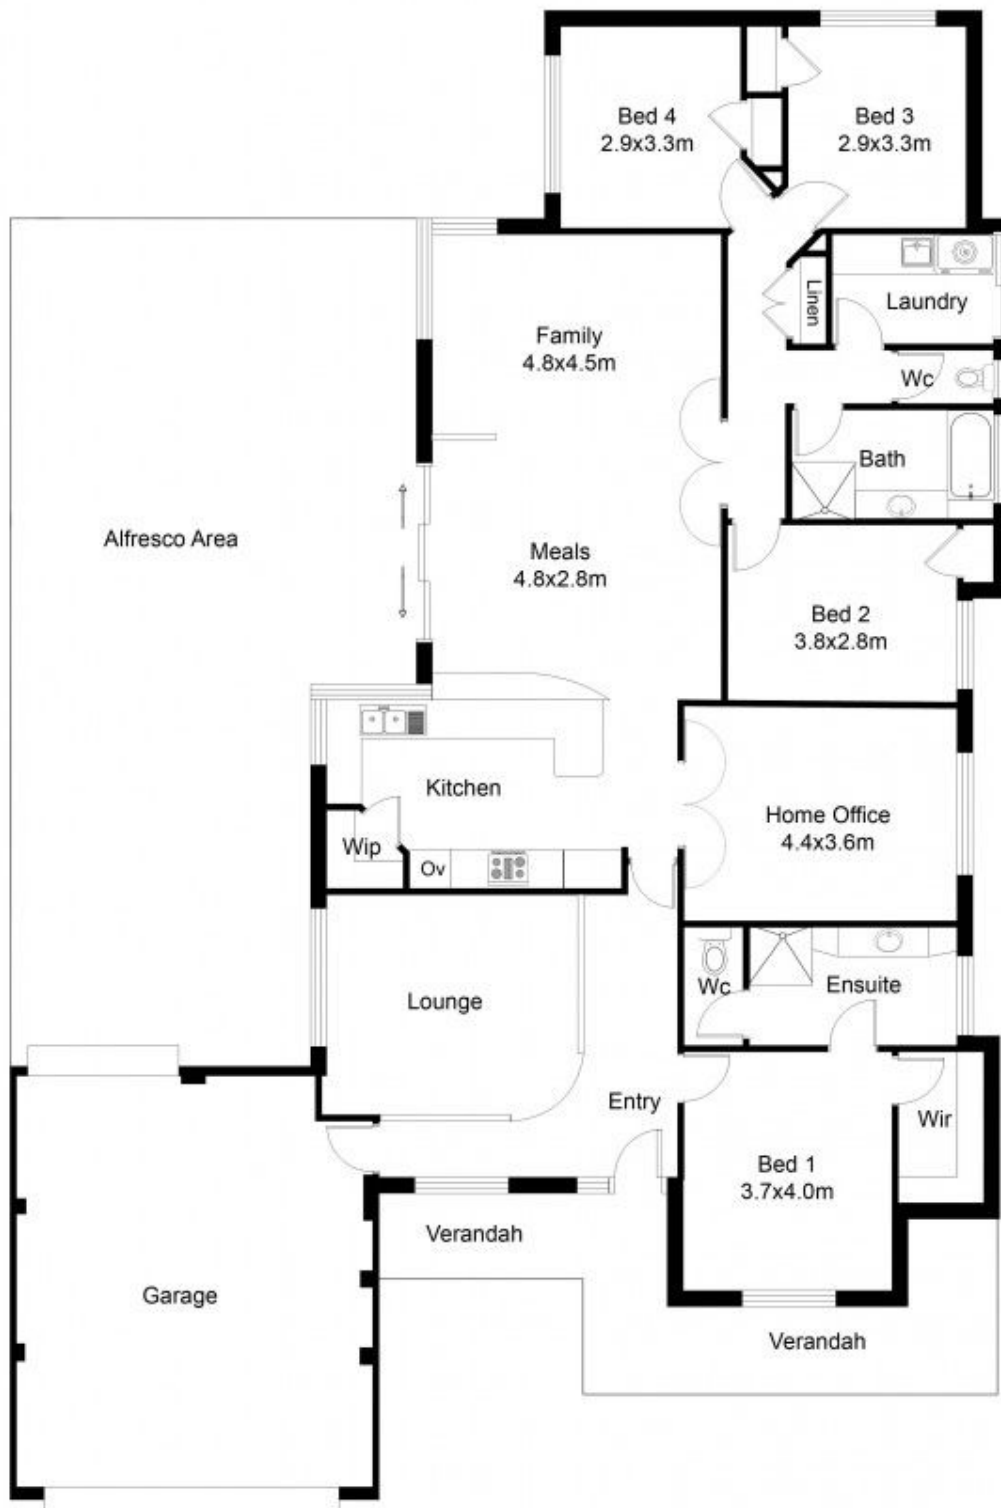 Bed 4
2.9x3.3m
Bed 3
2.9x3.3m
Linen
Laundry
Family
4.8x4.5m
Wc
Bath
Alfresco Area
Meals
4.8x2.8m
Bed 2
3.8x2.8m
Kitchen
Home Office
4.4x3.6m
Wip
Ov
Wc
Ensuite
Lounge
Entry
Wir
Bed 1
3.7x4.0m
Verandah
Garage
Verandah